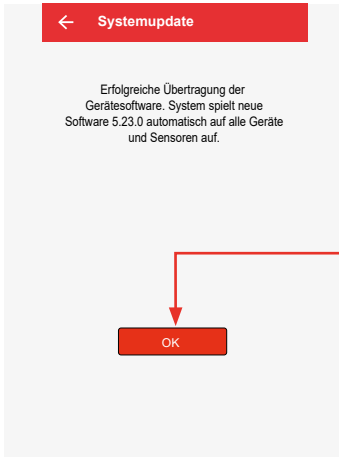 Systemupdate
Erfolgreiche Übertragung der
Gerätesoftware. System spielt neue
Software 5.23.0 automatisch auf alle Geräte
und Sensoren auf.
OK